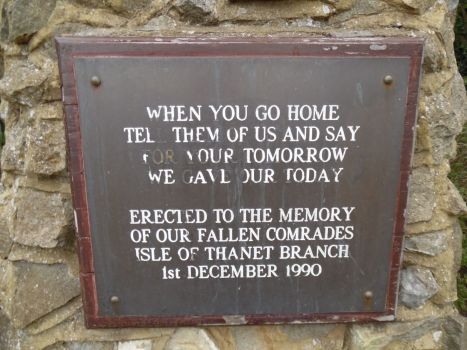 WHEN YOU GO HOME
TELL THEM OF US AND SAY
FOR YOUR TOMORROW
WE GAVE OUR TODAY
ERECTED TO THE MEMORY
OF OUR FALLEN COMRADES
ISLE OF THANET BRANCH
1st DECEMBER 1990